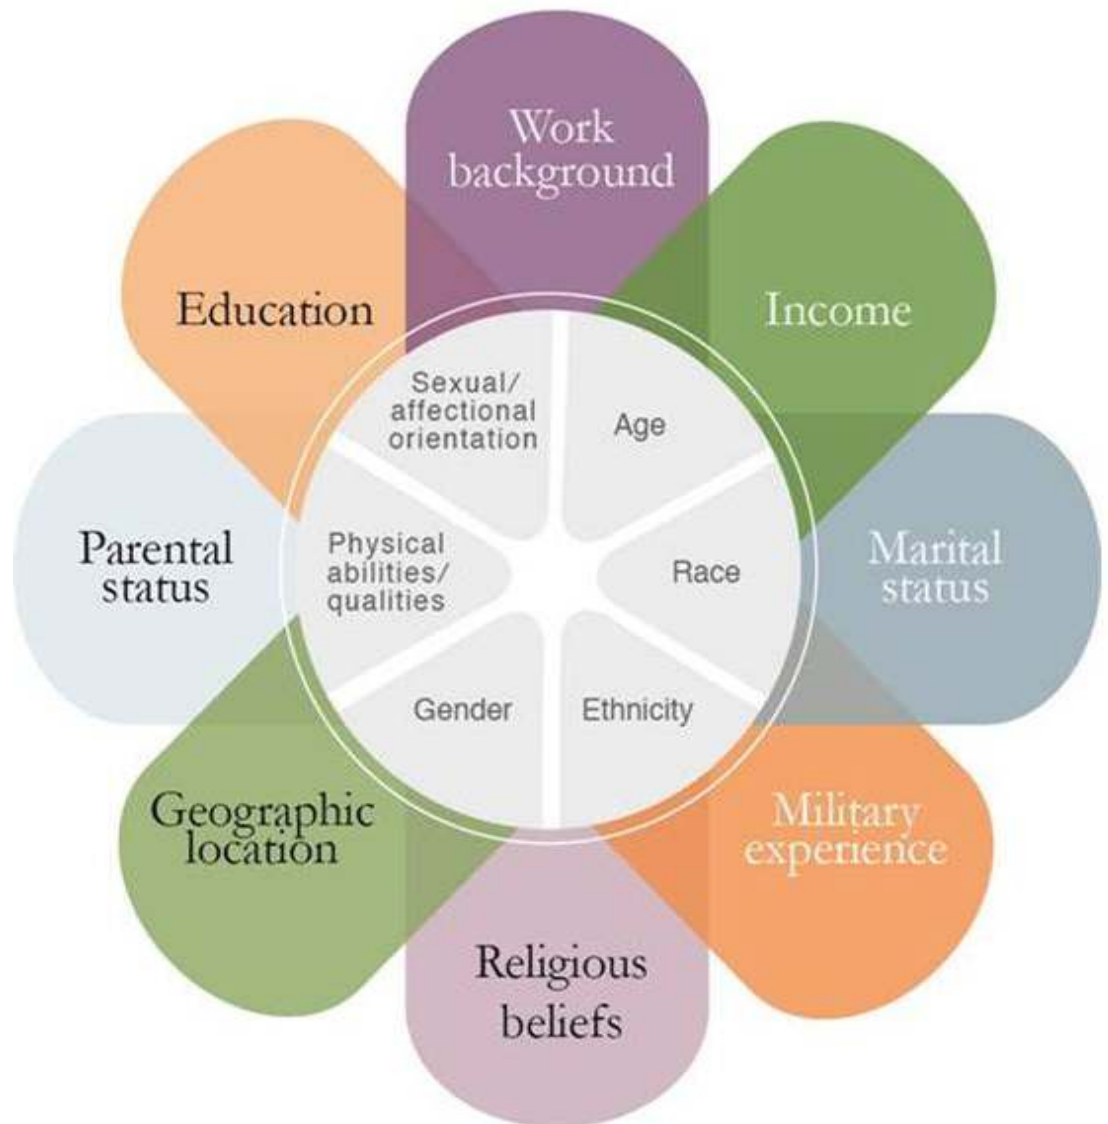 Work
background
Income
Marital
status
Military
experience
Religious
beliefs
Geographic
location
Parental
status
Education
Sexual/
affectional
orientation
Age
Race
Ethnicity
Gender
Physical
abilities/
qualities